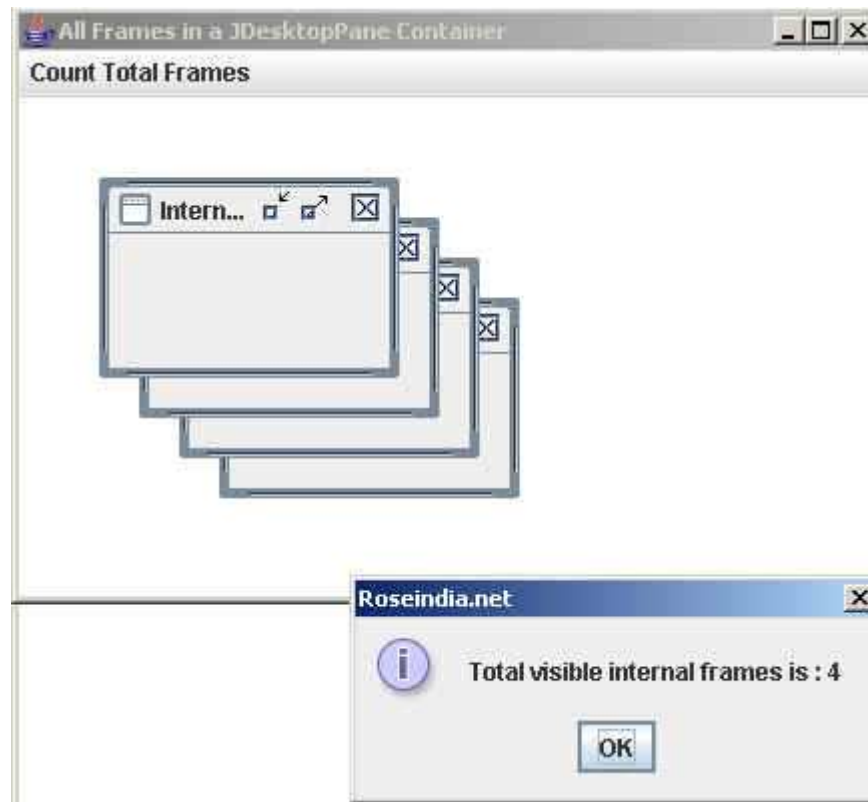 All Frames in a JDesktopPane Container
Count Total Frames
Intern...
Roseindia.net
Total visible internal frames is : 4
OK